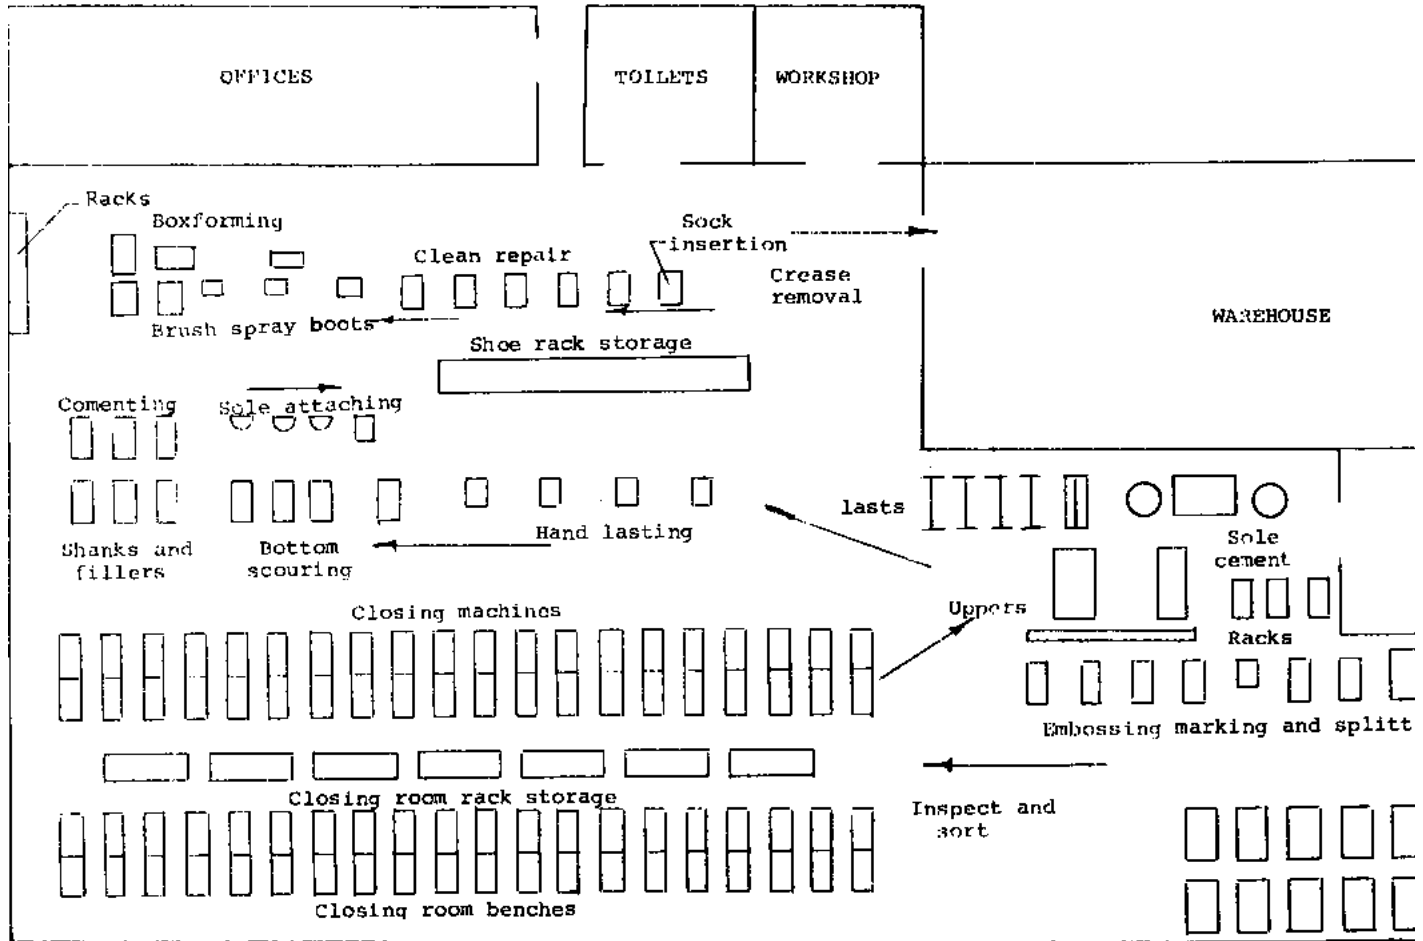 OFFICES
TOILETS
WORKSHOP
Racks
Boxforming
Sock
insertion
Clean repair
Crease
removal
WAREHOUSE
Brush spray boots
Shoe rack storage
Comenting
Sole attaching
lasts
Hand lasting
Sole
cement
Shanks and
fillers
Bottom
scouring
Closing machines
Uppers
Racks
Embossing marking and splitt
Closing room rack storage
Inspect and
sort
Closing room benches